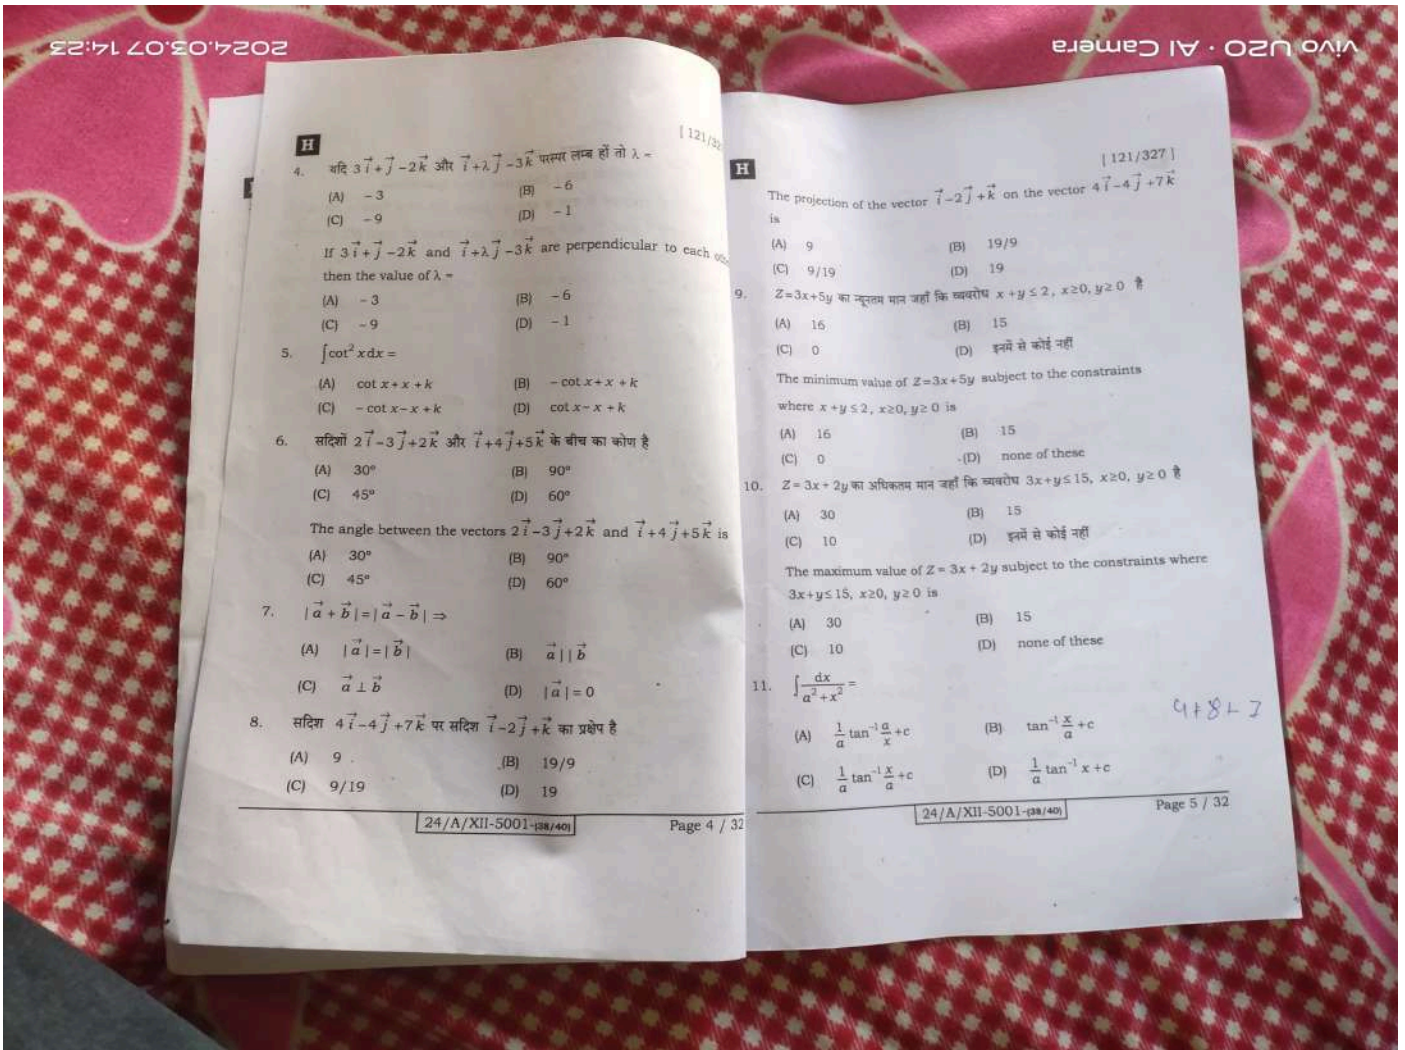 2024.03.07 14:23
vivo U20 · AI Camera
H
[ 121/32
4. यदि 3i⃗+j⃗−2k⃗ और i⃗+λj⃗−3k⃗ परस्पर लम्ब हों तो λ =
(A) − 3 (B) − 6
(C) − 9 (D) − 1
If 3i⃗+j⃗−2k⃗ and i⃗+λj⃗−3k⃗ are perpendicular to each
then the value of λ =
(A) − 3 (B) − 6
(C) − 9 (D) − 1
5. ∫cot² x dx =
(A) cot x + x + k (B) − cot x + x + k
(C) − cot x − x + k (D) cot x − x + k
6. सदिशों 2i⃗−3j⃗+2k⃗ और i⃗+4j⃗+5k⃗ के बीच का कोण है
(A) 30° (B) 90°
(C) 45° (D) 60°
The angle between the vectors 2i⃗−3j⃗+2k⃗ and i⃗+4j⃗+5k⃗ is
(A) 30° (B) 90°
(C) 45° (D) 60°
7. |a⃗ + b⃗|=|a⃗ − b⃗| ⇒
(A) |a⃗|=|b⃗| (B) a⃗||b⃗
(C) a⃗ ⊥ b⃗ (D) |a⃗|= 0
8. सदिश 4i⃗−4j⃗+7k⃗ पर सदिश i⃗−2j⃗+k⃗ का प्रक्षेप है
(A) 9 (B) 19/9
(C) 9/19 (D) 19
24/A/XII-5001-(38/40)
Page 4 / 32
H
[ 121/327 ]
The projection of the vector i⃗−2j⃗+k⃗ on the vector 4i⃗−4j⃗+7k⃗
is
(A) 9 (B) 19/9
(C) 9/19 (D) 19
9. Z=3x+5y का न्यूनतम मान जहाँ कि व्यवरोध x+y≤2, x≥0, y≥0 है
(A) 16 (B) 15
(C) 0 (D) इनमें से कोई नहीं
The minimum value of Z=3x+5y subject to the constraints
where x+y≤2, x≥0, y≥0 is
(A) 16 (B) 15
(C) 0 (D) none of these
10. Z= 3x + 2y का अधिकतम मान जहाँ कि व्यवरोध 3x+y≤15, x≥0, y≥0 है
(A) 30 (B) 15
(C) 10 (D) इनमें से कोई नहीं
The maximum value of Z= 3x + 2y subject to the constraints where
3x+y≤15, x≥0, y≥0 is
(A) 30 (B) 15
(C) 10 (D) none of these
11. ∫dx/(a²+x²) =
(A) 1/a tan⁻¹ a/x +c (B) tan⁻¹ x/a +c
(C) 1/a tan⁻¹ x/a +c (D) 1/a tan⁻¹ x +c
24/A/XII-5001-(38/40)
Page 5 / 32